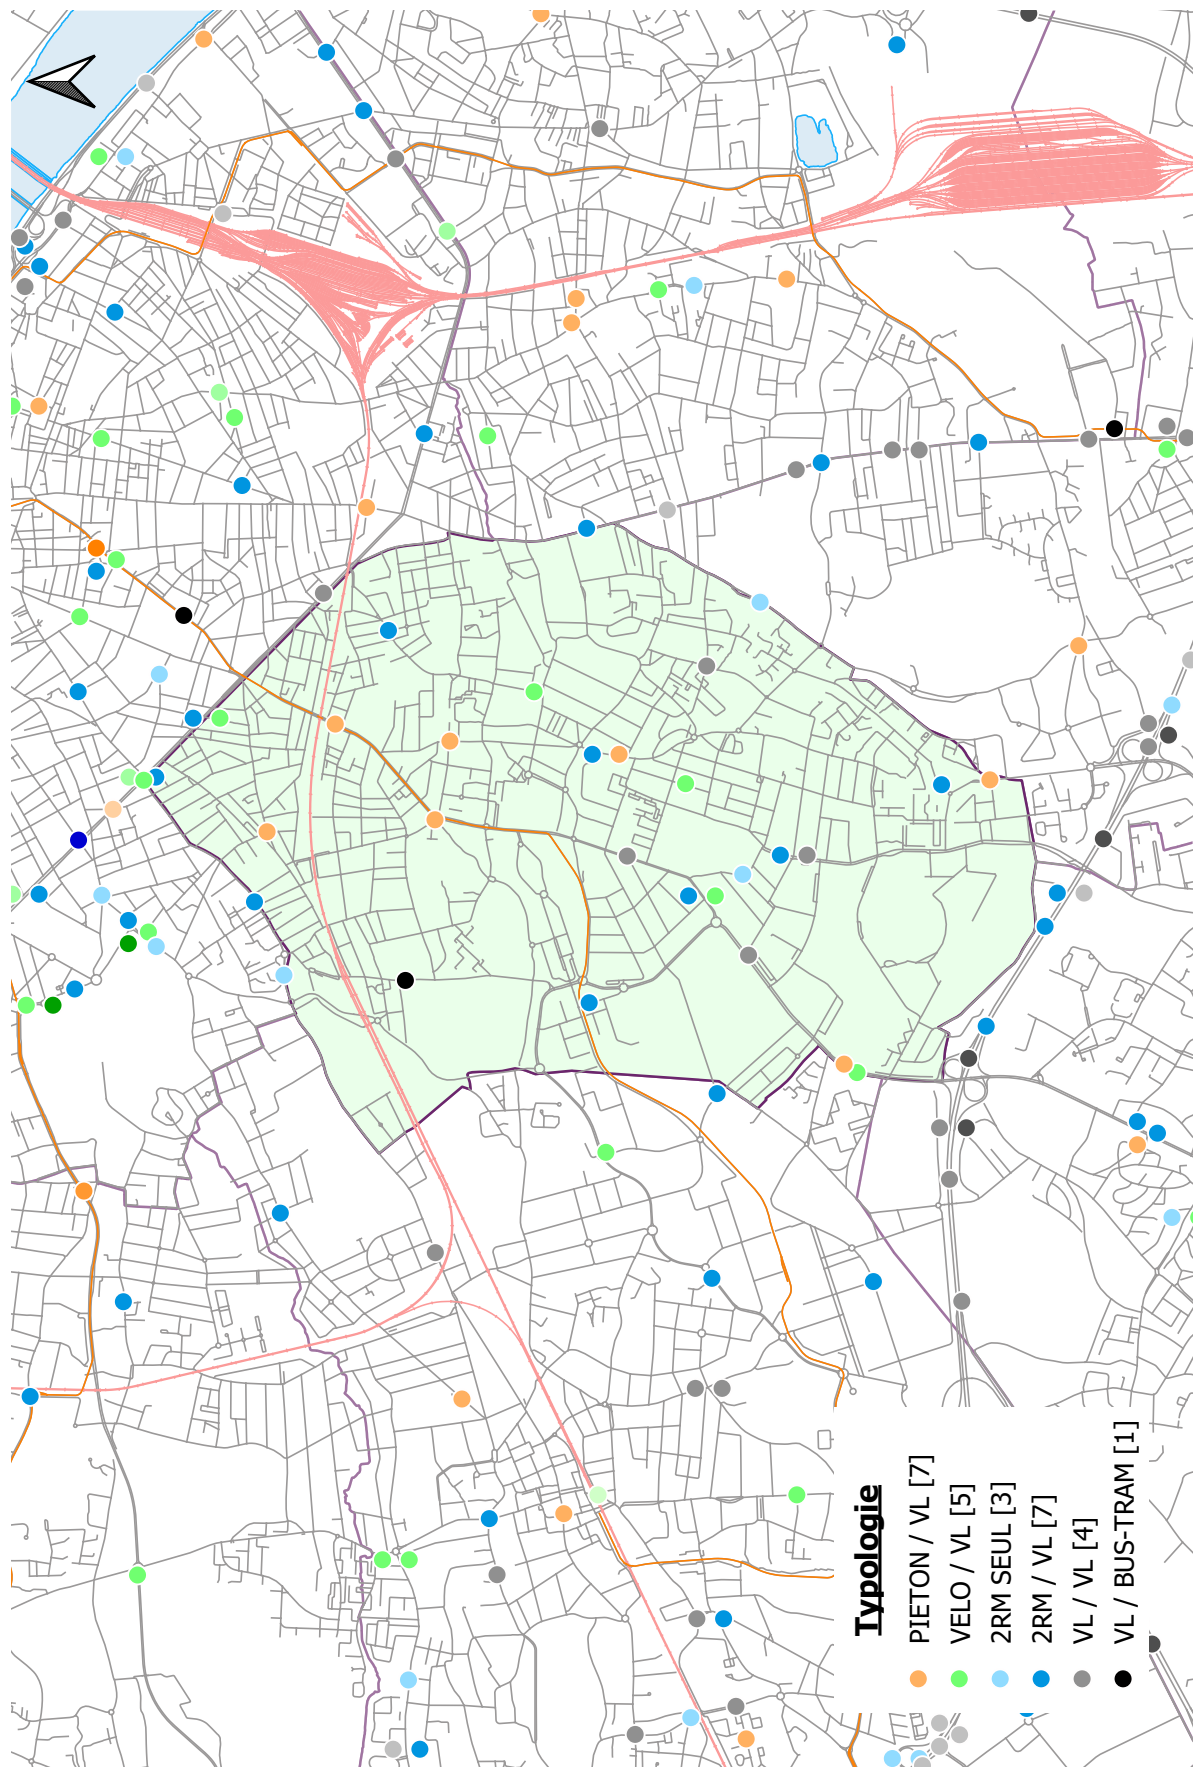 Typologie
PIETON / VL [7]
VELO / VL [5]
2RM SEUL [3]
2RM / VL [7]
VL / VL [4]
VL / BUS-TRAM [1]